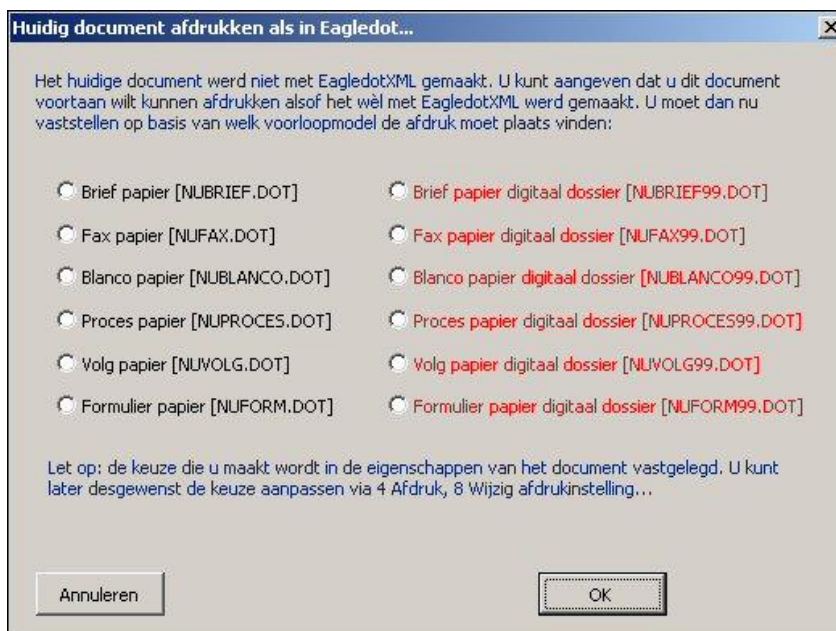 Huidig document afdrukken als in Eagledot...
Het huidige document werd niet met EagledotXML gemaakt. U kunt aangeven dat u dit document
voortaan wilt kunnen afdrukken alsof het wèl met EagledotXML werd gemaakt. U moet dan nu
vaststellen op basis van welk voorloopmodel de afdruk moet plaats vinden:
Brief papier [NUBRIEF.DOT]
Brief papier digitaal dossier [NUBRIEF99.DOT]
Fax papier [NUFAX.DOT]
Fax papier digitaal dossier [NUFAX99.DOT]
Blanco papier [NUBLANCO.DOT]
Blanco papier digitaal dossier [NUBLANCO99.DOT]
Proces papier [NUPROCES.DOT]
Proces papier digitaal dossier [NUPROCES99.DOT]
Volg papier [NUVOLG.DOT]
Volg papier digitaal dossier [NUVOLG99.DOT]
Formulier papier [NUFORM.DOT]
Formulier papier digitaal dossier [NUFORM99.DOT]
Let op: de keuze die u maakt wordt in de eigenschappen van het document vastgelegd. U kunt
later desgewenst de keuze aanpassen via 4 Afdruk, 8 Wijzig afdrukinstelling...
Annuleren
OK